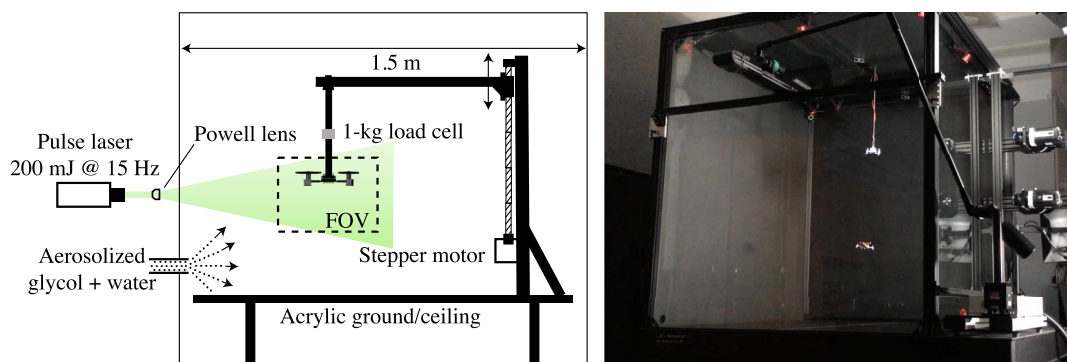 1.5 m
Powell lens
1-kg load cell
Pulse laser
200 mJ @ 15 Hz
FOV
Aerosolized
glycol + water
Stepper motor
Acrylic ground/ceiling